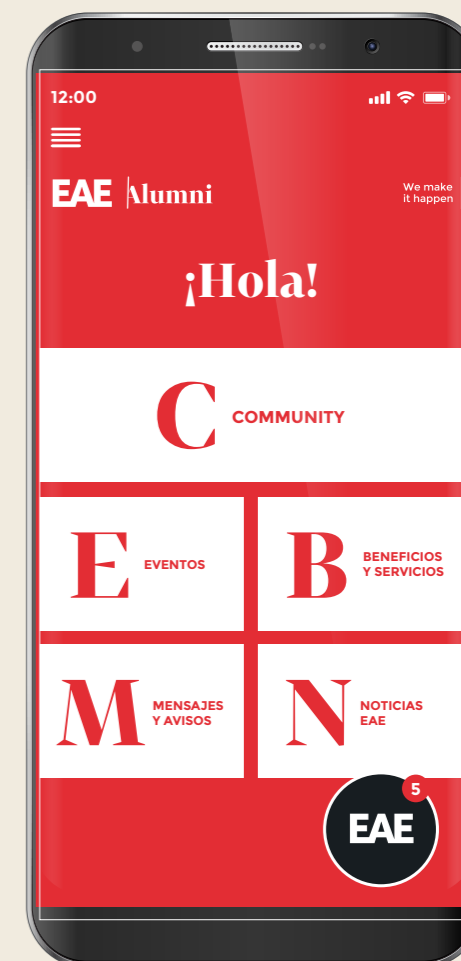 12:00
EAE Alumni
We make
it happen
¡Hola!
C COMMUNITY
E EVENTOS
B BENEFICIOS
Y SERVICIOS
M MENSAJES
Y AVISOS
N NOTICIAS
EAE
5
EAE